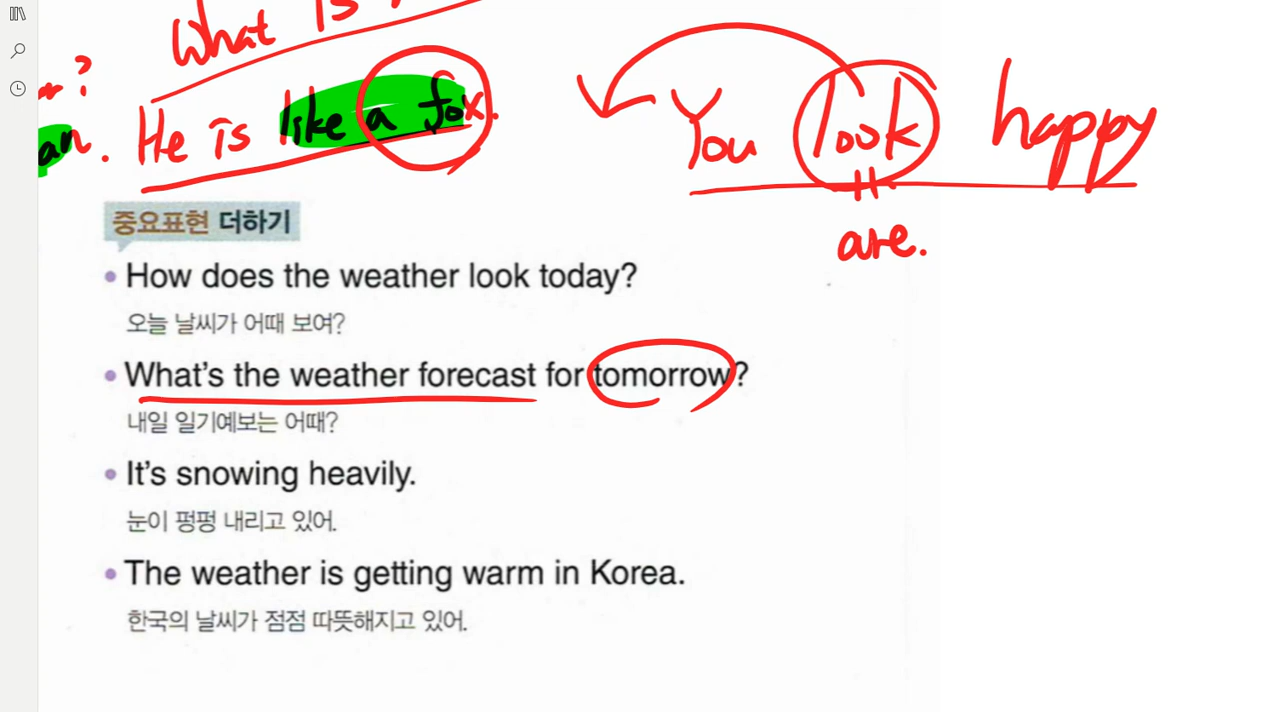 What is
?
an. He is like a fox.
You look happy
are.
중요표현 더하기
• How does the weather look today?
오늘 날씨가 어때 보여?
• What's the weather forecast for tomorrow?
내일 일기예보는 어때?
• It's snowing heavily.
눈이 펑펑 내리고 있어.
• The weather is getting warm in Korea.
한국의 날씨가 점점 따뜻해지고 있어.